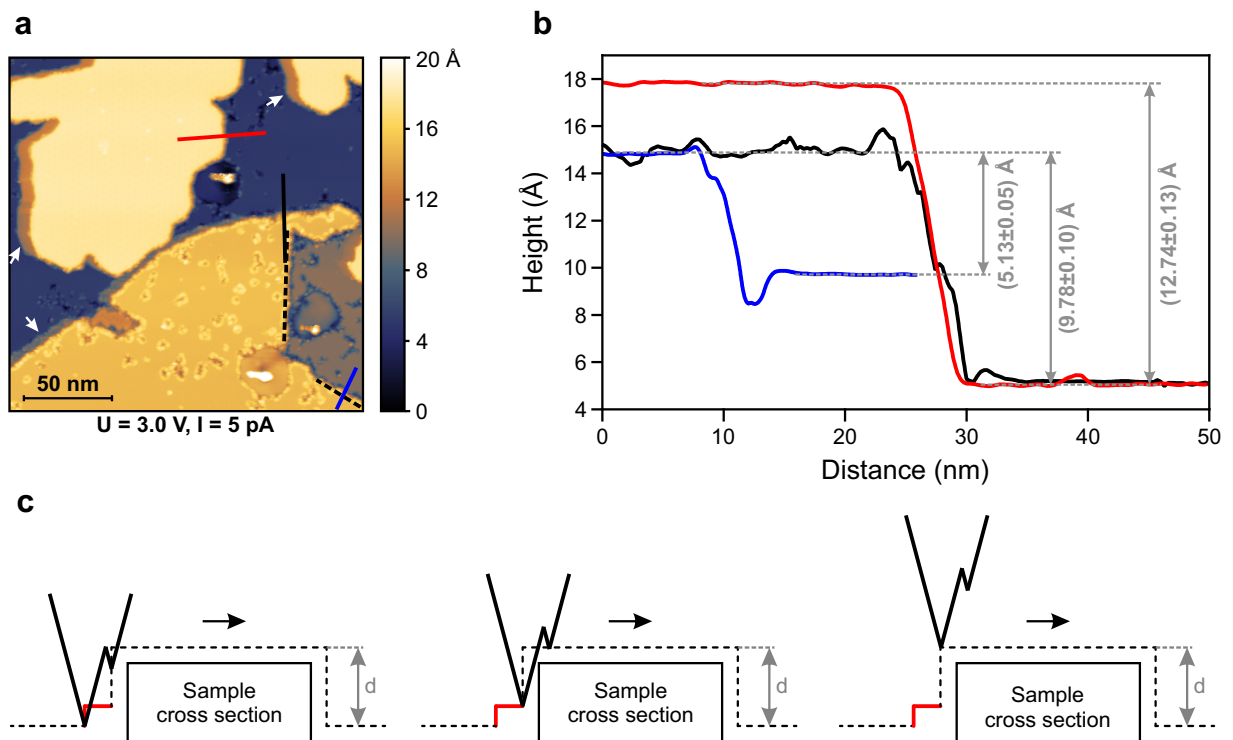 a
20 Å
16
12
8
4
0
50 nm
U = 3.0 V, I = 5 pA
b
Height (Å)
18
16
14
12
10
8
6
4
0
10
20
30
40
50
Distance (nm)
(5.13±0.05) Å
(9.78±0.10) Å
(12.74±0.13) Å
c
Sample
cross section
d
Sample
cross section
d
Sample
cross section
d